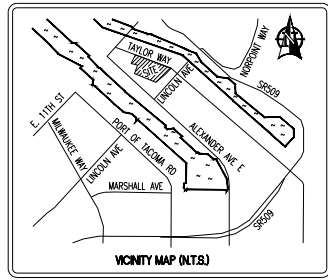 TAYLOR WAY
SITE
LINCOLN AVE
NORPOINT WAY
N
SR509
E. 11TH ST
MILWAUKEE WAY
LINCOLN AVE
PORT OF TACOMA RD
ALEXANDER AVE E
MARSHALL AVE
SR509
VICINITY MAP (N.T.S.)